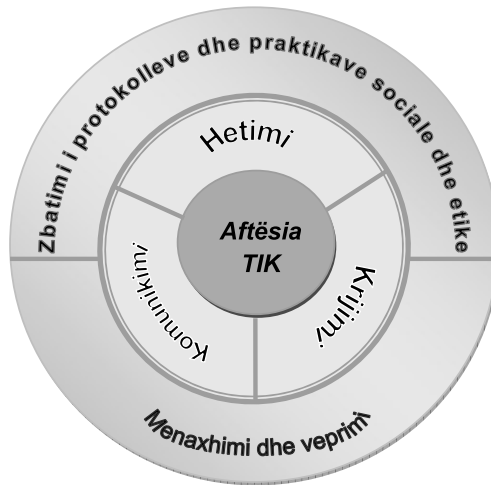 Zbatimi i protokolleve dhe praktikave sociale dhe etike
Hetimi
Aftësia
TIK
Komunikimi
Krijimi
Menaxhimi dhe veprimi